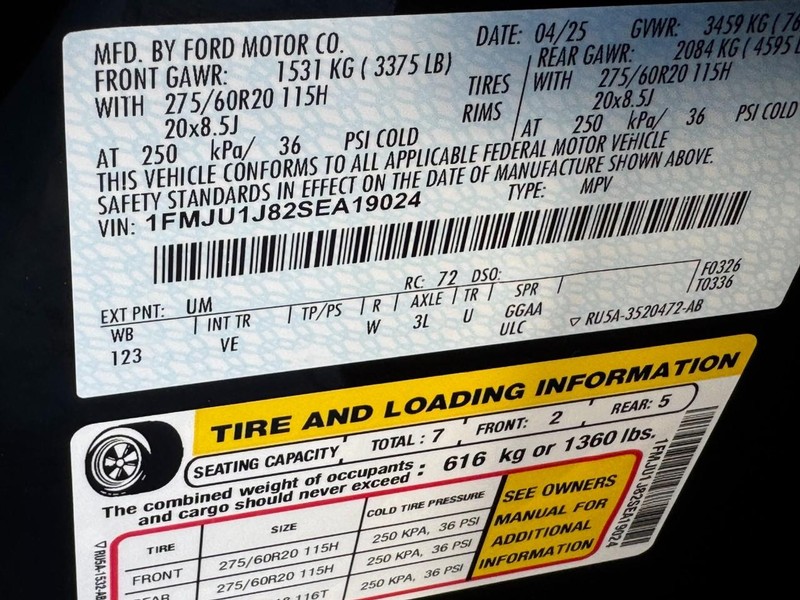 MFD. BY FORD MOTOR CO.
DATE: 04/25 GVWR: 3459 KG (
FRONT GAWR: 1531 KG ( 3375 LB)
REAR GAWR: 2084 KG ( 4595
WITH 275/60R20 115H TIRES WITH 275/60R20 115H
20x8.5J RIMS 20x8.5J
AT 250 kPa/ 36 PSI COLD AT 250 kPa/ 36 PSI COLD
THIS VEHICLE CONFORMS TO ALL APPLICABLE FEDERAL MOTOR VEHICLE
SAFETY STANDARDS IN EFFECT ON THE DATE OF MANUFACTURE SHOWN ABOVE.
VIN: 1FMJU1J82SEA19024 TYPE: MPV
F0326
T0336
EXT PNT: UM RC: 72 DSO:
WB INT TR TP/PS R AXLE TR SPR
123 VE W 3L U GGAA
ULC ▽ RU5A-3520472-AB
TIRE AND LOADING INFORMATION
SEATING CAPACITY TOTAL : 7 FRONT: 2 REAR: 5
The combined weight of occupants
and cargo should never exceed : 616 kg or 1360 lbs.
TIRE SIZE COLD TIRE PRESSURE
FRONT 275/60R20 115H 250 KPA, 36 PSI
REAR 275/60R20 115H 250 KPA, 36 PSI
116T 250 KPA, 36 PSI
SEE OWNERS
MANUAL FOR
ADDITIONAL
INFORMATION
1FMJU1J82SEA19024
▽ RU5A-1532-AB